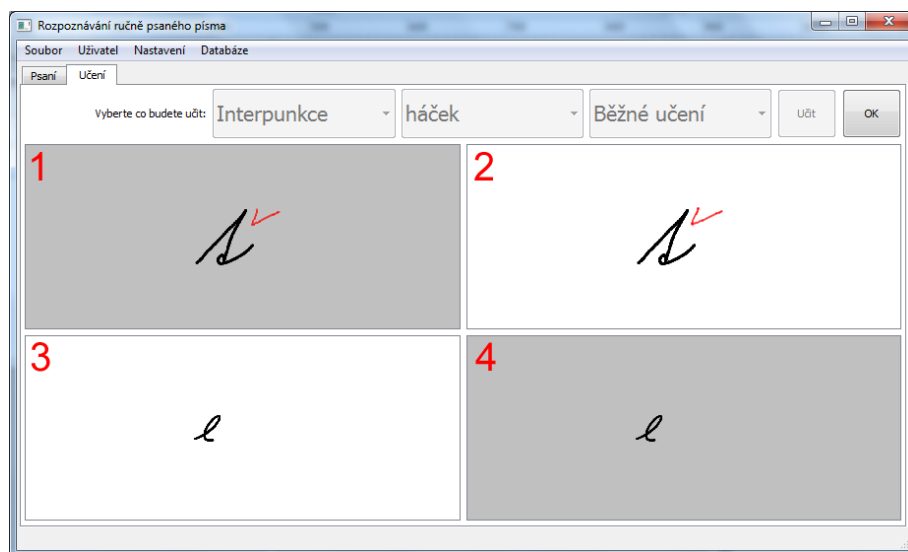 Rozpoznávání ručně psaného písma
Soubor Uživatel Nastavení Databáze
Psaní Učení
Vyberte co budete učit: Interpunkce háček Běžné učení Učit OK
1 2
š š
3 4
e e